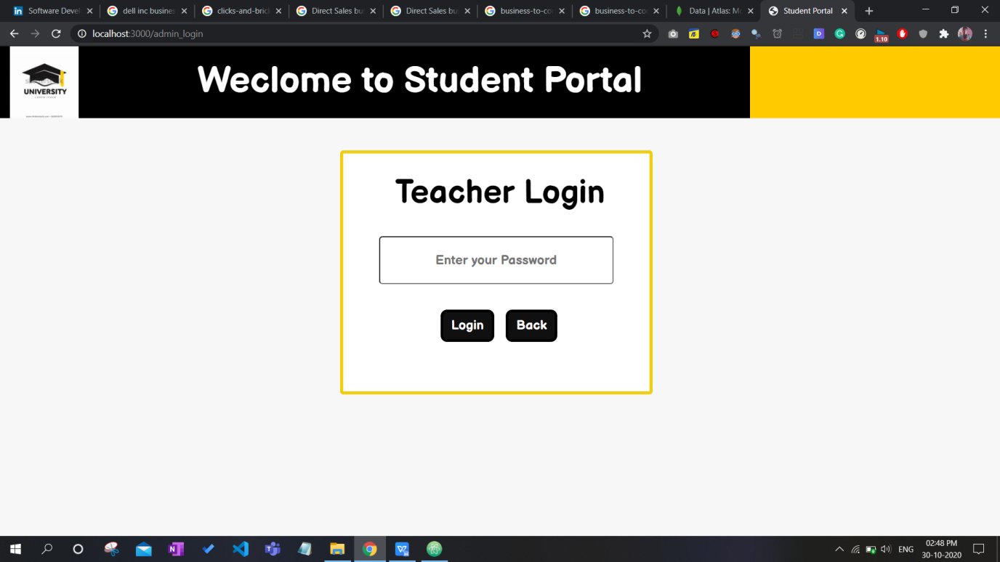 Software Devel
dell inc busines
clicks-and-bric
Direct Sales bu
Direct Sales bu
business-to-co
business-to-co
Data | Atlas: Mo
Student Portal
localhost:3000/admin_login
1.10
UNIVERSITY
Weclome to Student Portal
Teacher Login
Enter your Password
Login Back
ENG
02:48 PM
30-10-2020